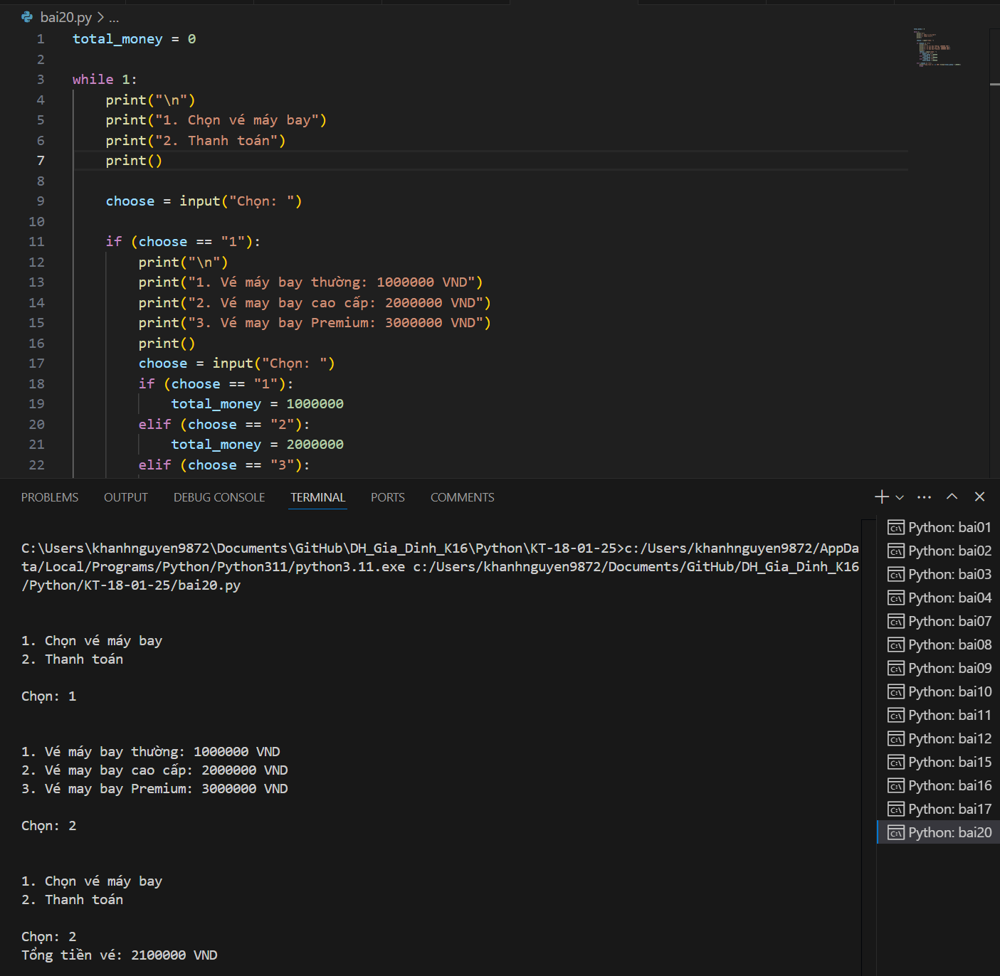 bai20.py > ...
1 total_money = 0
2
3 while 1:
4 print("\n")
5 print("1. Chọn vé máy bay")
6 print("2. Thanh toán")
7 print()
8
9 choose = input("Chọn: ")
10
11 if (choose == "1"):
12 print("\n")
13 print("1. Vé máy bay thường: 1000000 VND")
14 print("2. Vé may bay cao cấp: 2000000 VND")
15 print("3. Vé may bay Premium: 3000000 VND")
16 print()
17 choose = input("Chọn: ")
18 if (choose == "1"):
19 total_money = 1000000
20 elif (choose == "2"):
21 total_money = 2000000
22 elif (choose == "3"):
PROBLEMS OUTPUT DEBUG CONSOLE TERMINAL PORTS COMMENTS
C:\Users\khanhnguyen9872\Documents\GitHub\DH_Gia_Dinh_K16\Python\KT-18-01-25>c:/Users/khanhnguyen9872/AppDa
ta/Local/Programs/Python/Python311/python3.11.exe c:/Users/khanhnguyen9872/Documents/GitHub/DH_Gia_Dinh_K16
/Python/KT-18-01-25/bai20.py
1. Chọn vé máy bay
2. Thanh toán
Chọn: 1
1. Vé máy bay thường: 1000000 VND
2. Vé may bay cao cấp: 2000000 VND
3. Vé may bay Premium: 3000000 VND
Chọn: 2
1. Chọn vé máy bay
2. Thanh toán
Chọn: 2
Tổng tiền vé: 2100000 VND
Python: bai01
Python: bai02
Python: bai03
Python: bai04
Python: bai07
Python: bai08
Python: bai09
Python: bai10
Python: bai11
Python: bai12
Python: bai15
Python: bai16
Python: bai17
Python: bai20